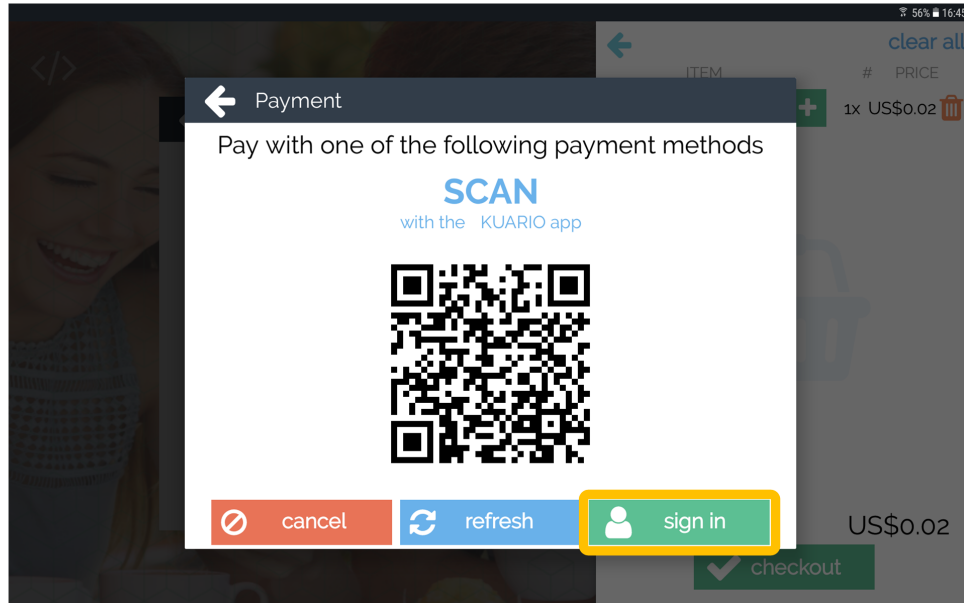 56% 16:45
</>
clear all
ITEM # PRICE
Payment
1x US$0.02
Pay with one of the following payment methods
SCAN
with the KUARIO app
cancel
refresh
sign in
US$0.02
checkout